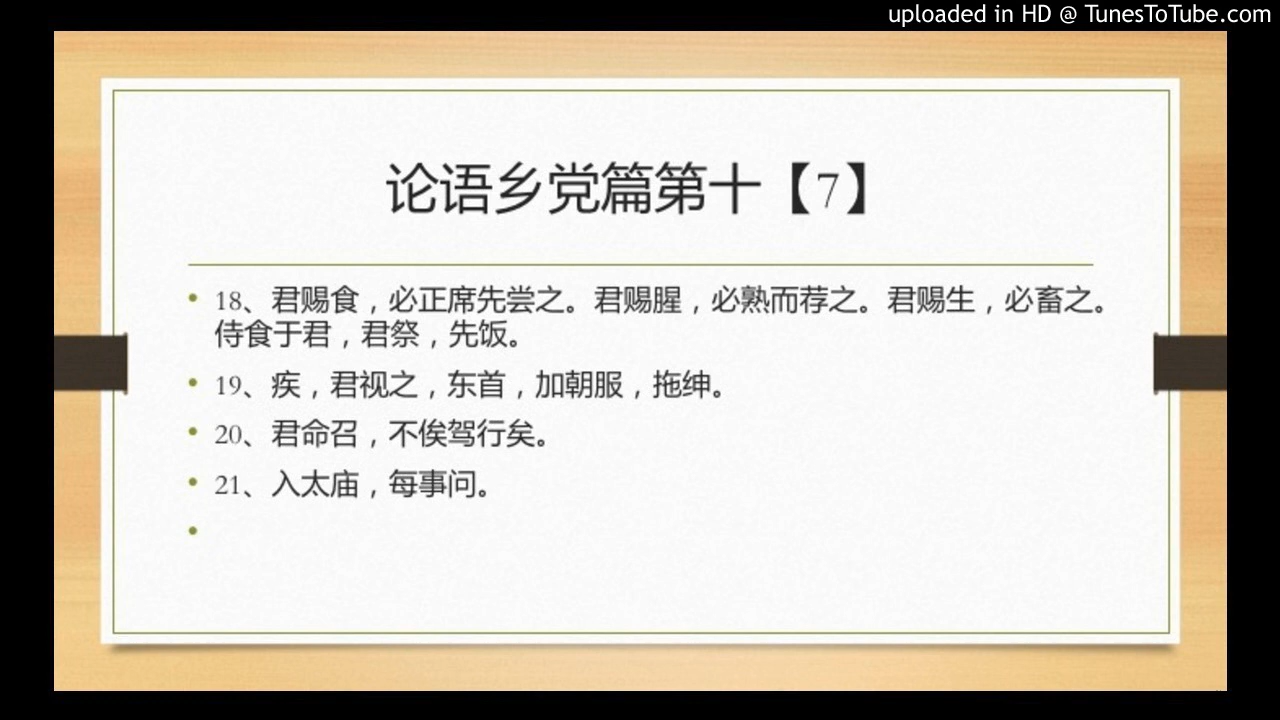 uploaded in HD @ TunesToTube.com
论语乡党篇第十【7】
• 18、君赐食，必正席先尝之。君赐腥，必熟而荐之。君赐生，必畜之。
侍食于君，君祭，先饭。
• 19、疾，君视之，东首，加朝服，拖绅。
• 20、君命召，不俟驾行矣。
• 21、入太庙，每事问。